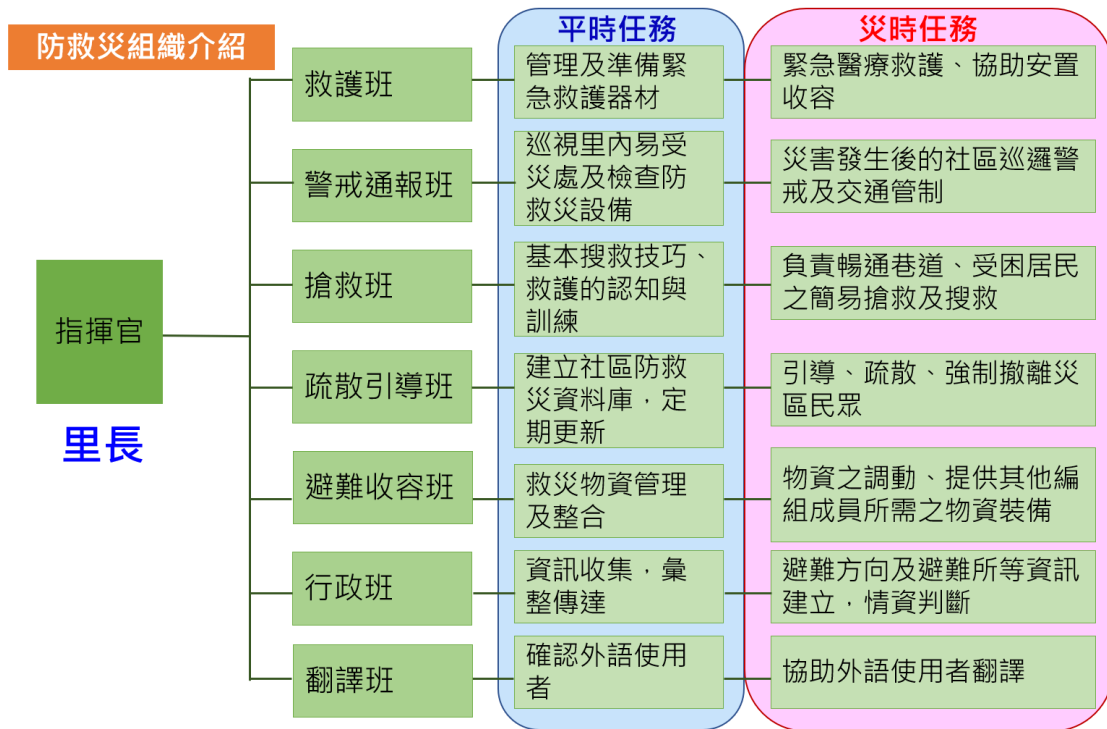 防救災組織介紹
平時任務
災時任務
指揮官
里長
救護班
管理及準備緊
急救護器材
緊急醫療救護、協助安置
收容
警戒通報班
巡視里內易受
災處及檢查防
救災設備
災害發生後的社區巡邏警
戒及交通管制
搶救班
基本搜救技巧、
救護的認知與
訓練
負責暢通巷道、受困居民
之簡易搶救及搜救
疏散引導班
建立社區防救
災資料庫，定
期更新
引導、疏散、強制撤離災
區民眾
避難收容班
救災物資管理
及整合
物資之調動、提供其他編
組成員所需之物資裝備
行政班
資訊收集，彙
整傳達
避難方向及避難所等資訊
建立，情資判斷
翻譯班
確認外語使用
者
協助外語使用者翻譯